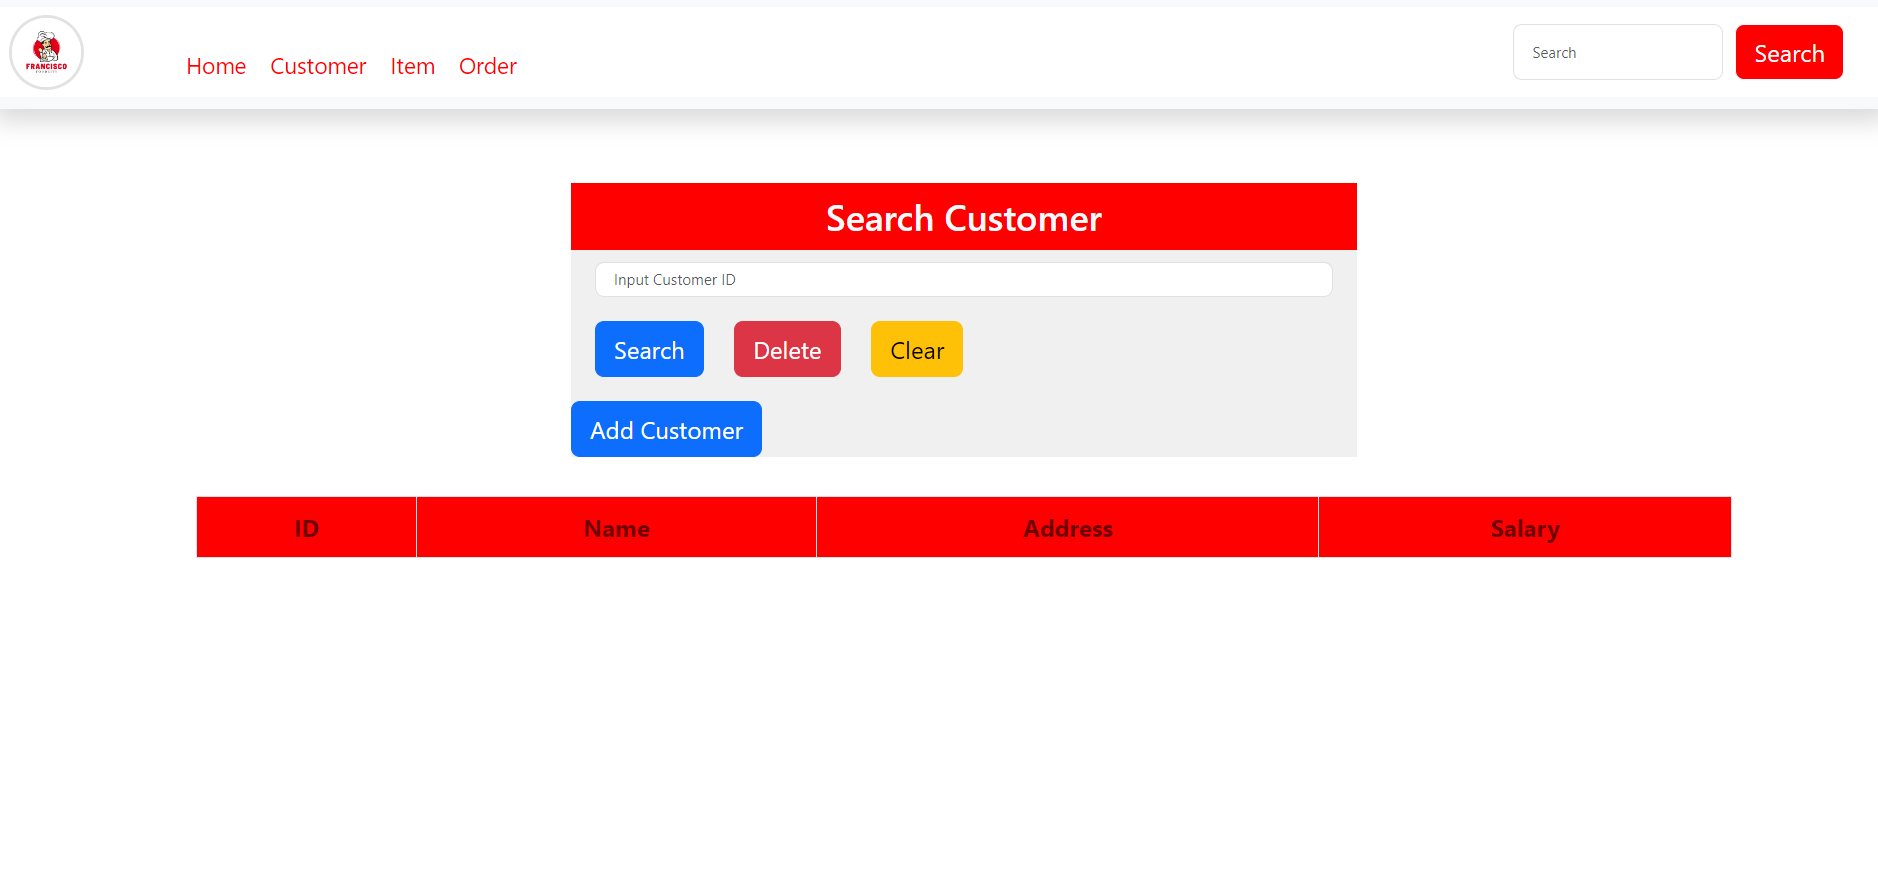 FRANCISCO
Home Customer Item Order
Search Search
Search Customer
Input Customer ID
Search Delete Clear
Add Customer
ID Name Address Salary